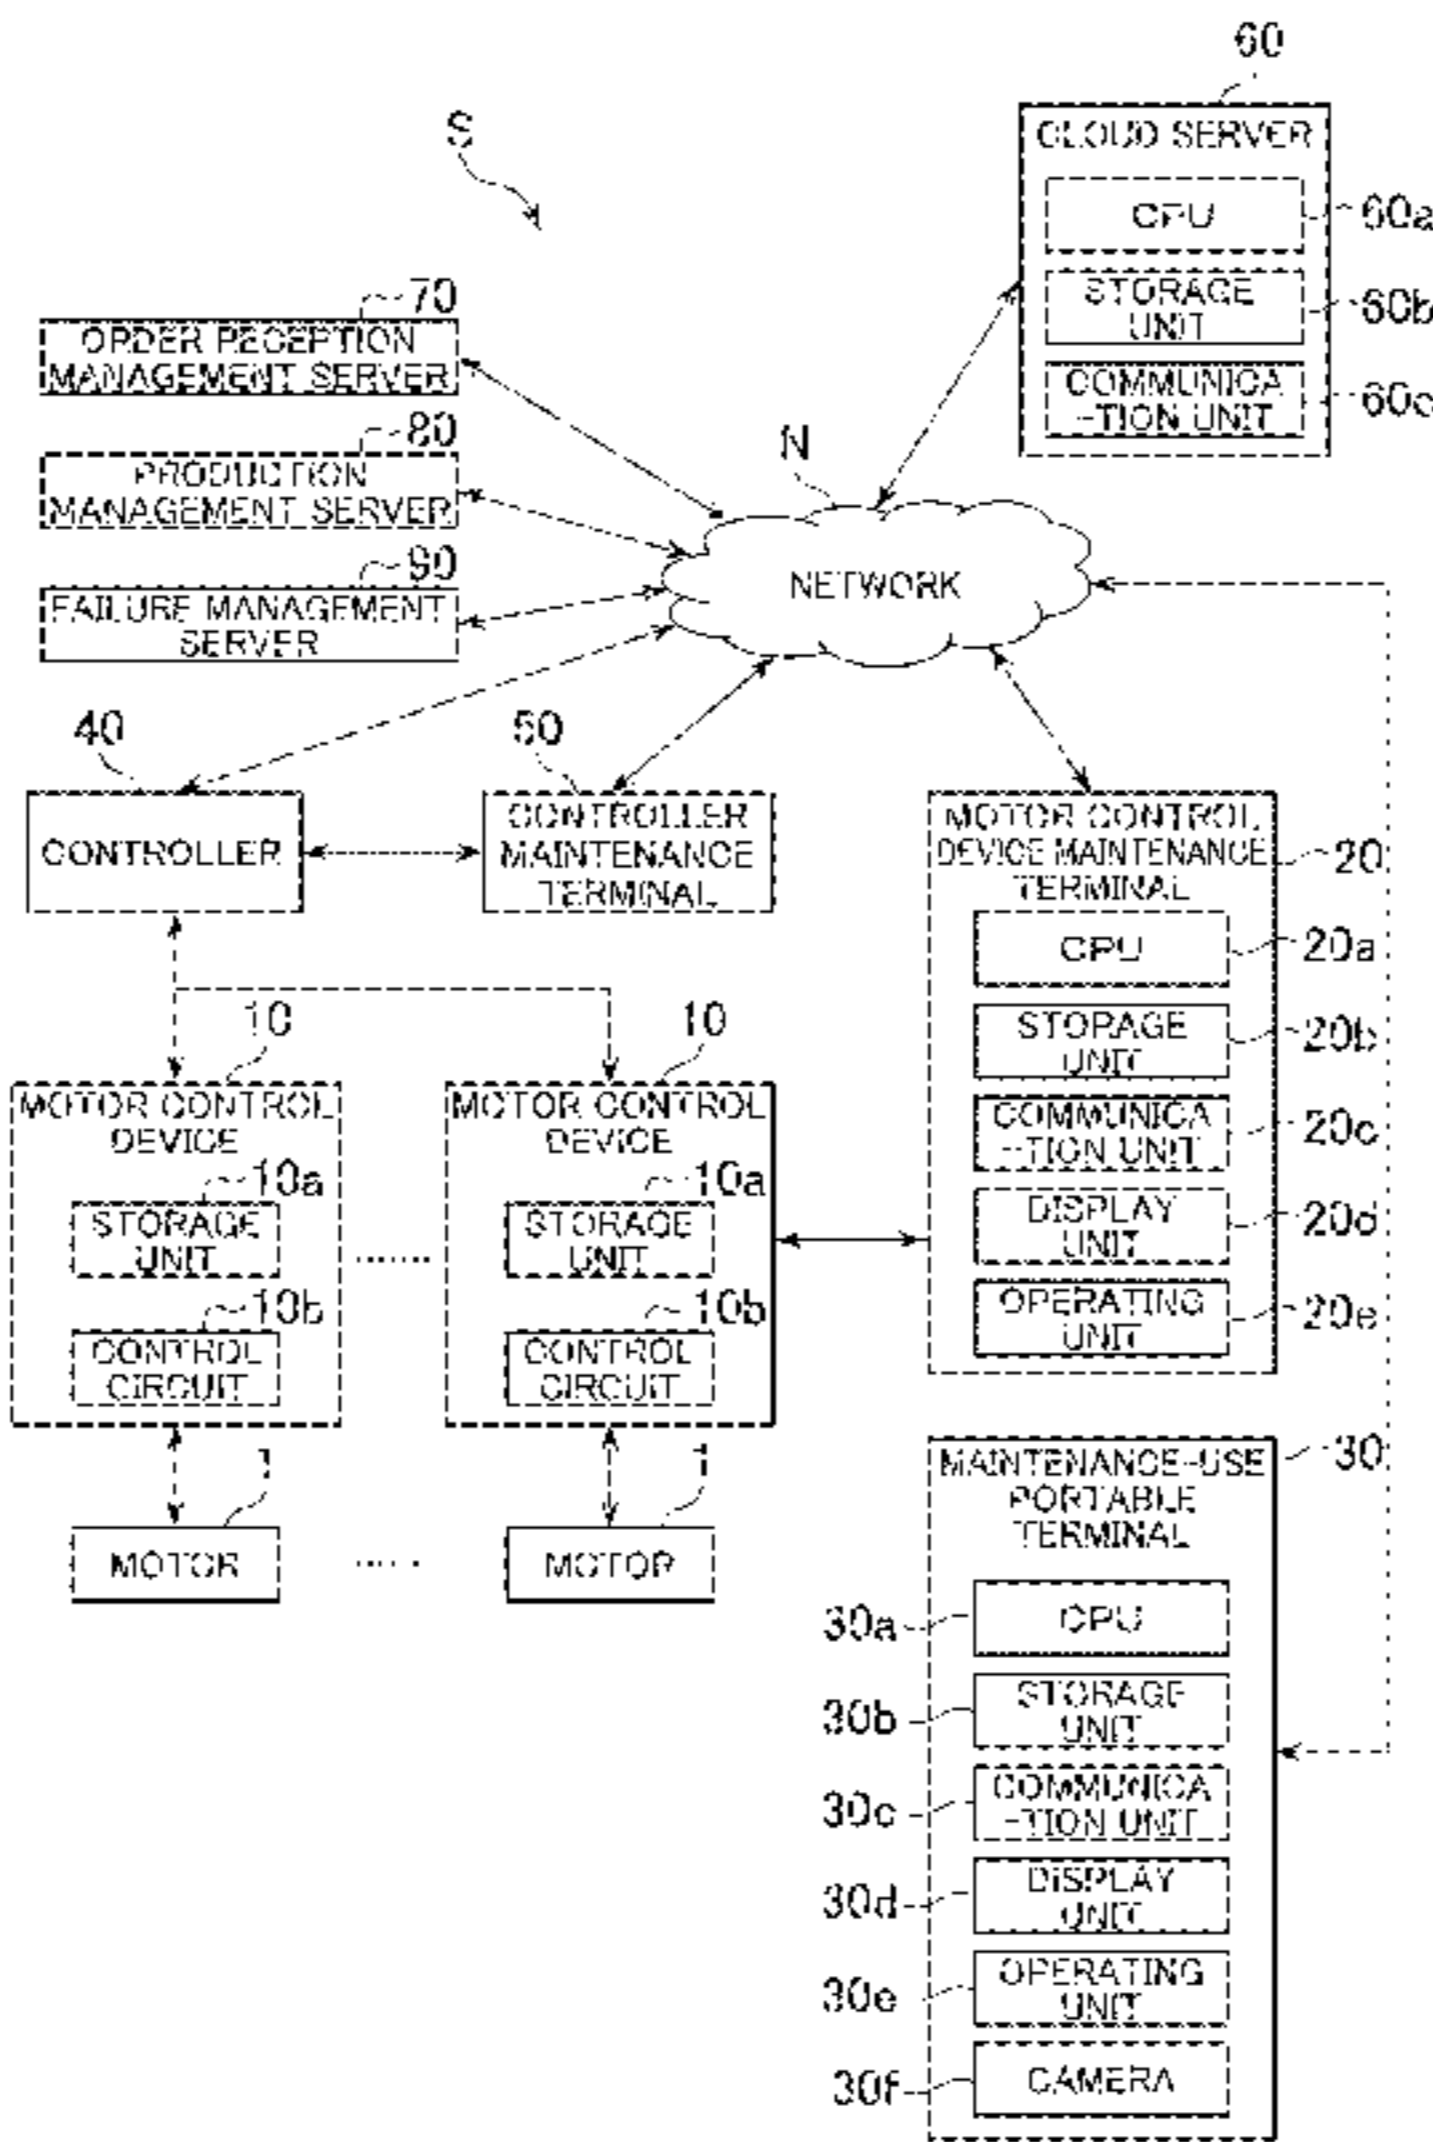 60
S
CLOUD SERVER
CPU
60a
STORAGE
UNIT
60b
COMMUNICA
-TION UNIT
60c
70
ORDER RECEPTION
MANAGEMENT SERVER
80
PRODUCTION
MANAGEMENT SERVER
90
FAILURE MANAGEMENT
SERVER
N
NETWORK
40
CONTROLLER
50
CONTROLLER
MAINTENANCE
TERMINAL
MOTOR CONTROL
DEVICE MAINTENANCE
TERMINAL
20
CPU
20a
STORAGE
UNIT
20b
COMMUNICA
-TION UNIT
20c
DISPLAY
UNIT
20d
OPERATING
UNIT
20e
10
MOTOR CONTROL
DEVICE
10a
STORAGE
UNIT
10b
CONTROL
CIRCUIT
1
MOTOR
......
......
10
MOTOR CONTROL
DEVICE
10a
STORAGE
UNIT
10b
CONTROL
CIRCUIT
1
MOTOR
30
MAINTENANCE-USE
PORTABLE
TERMINAL
30a
CPU
30b
STORAGE
UNIT
30c
COMMUNICA
-TION UNIT
30d
DISPLAY
UNIT
30e
OPERATING
UNIT
30f
CAMERA